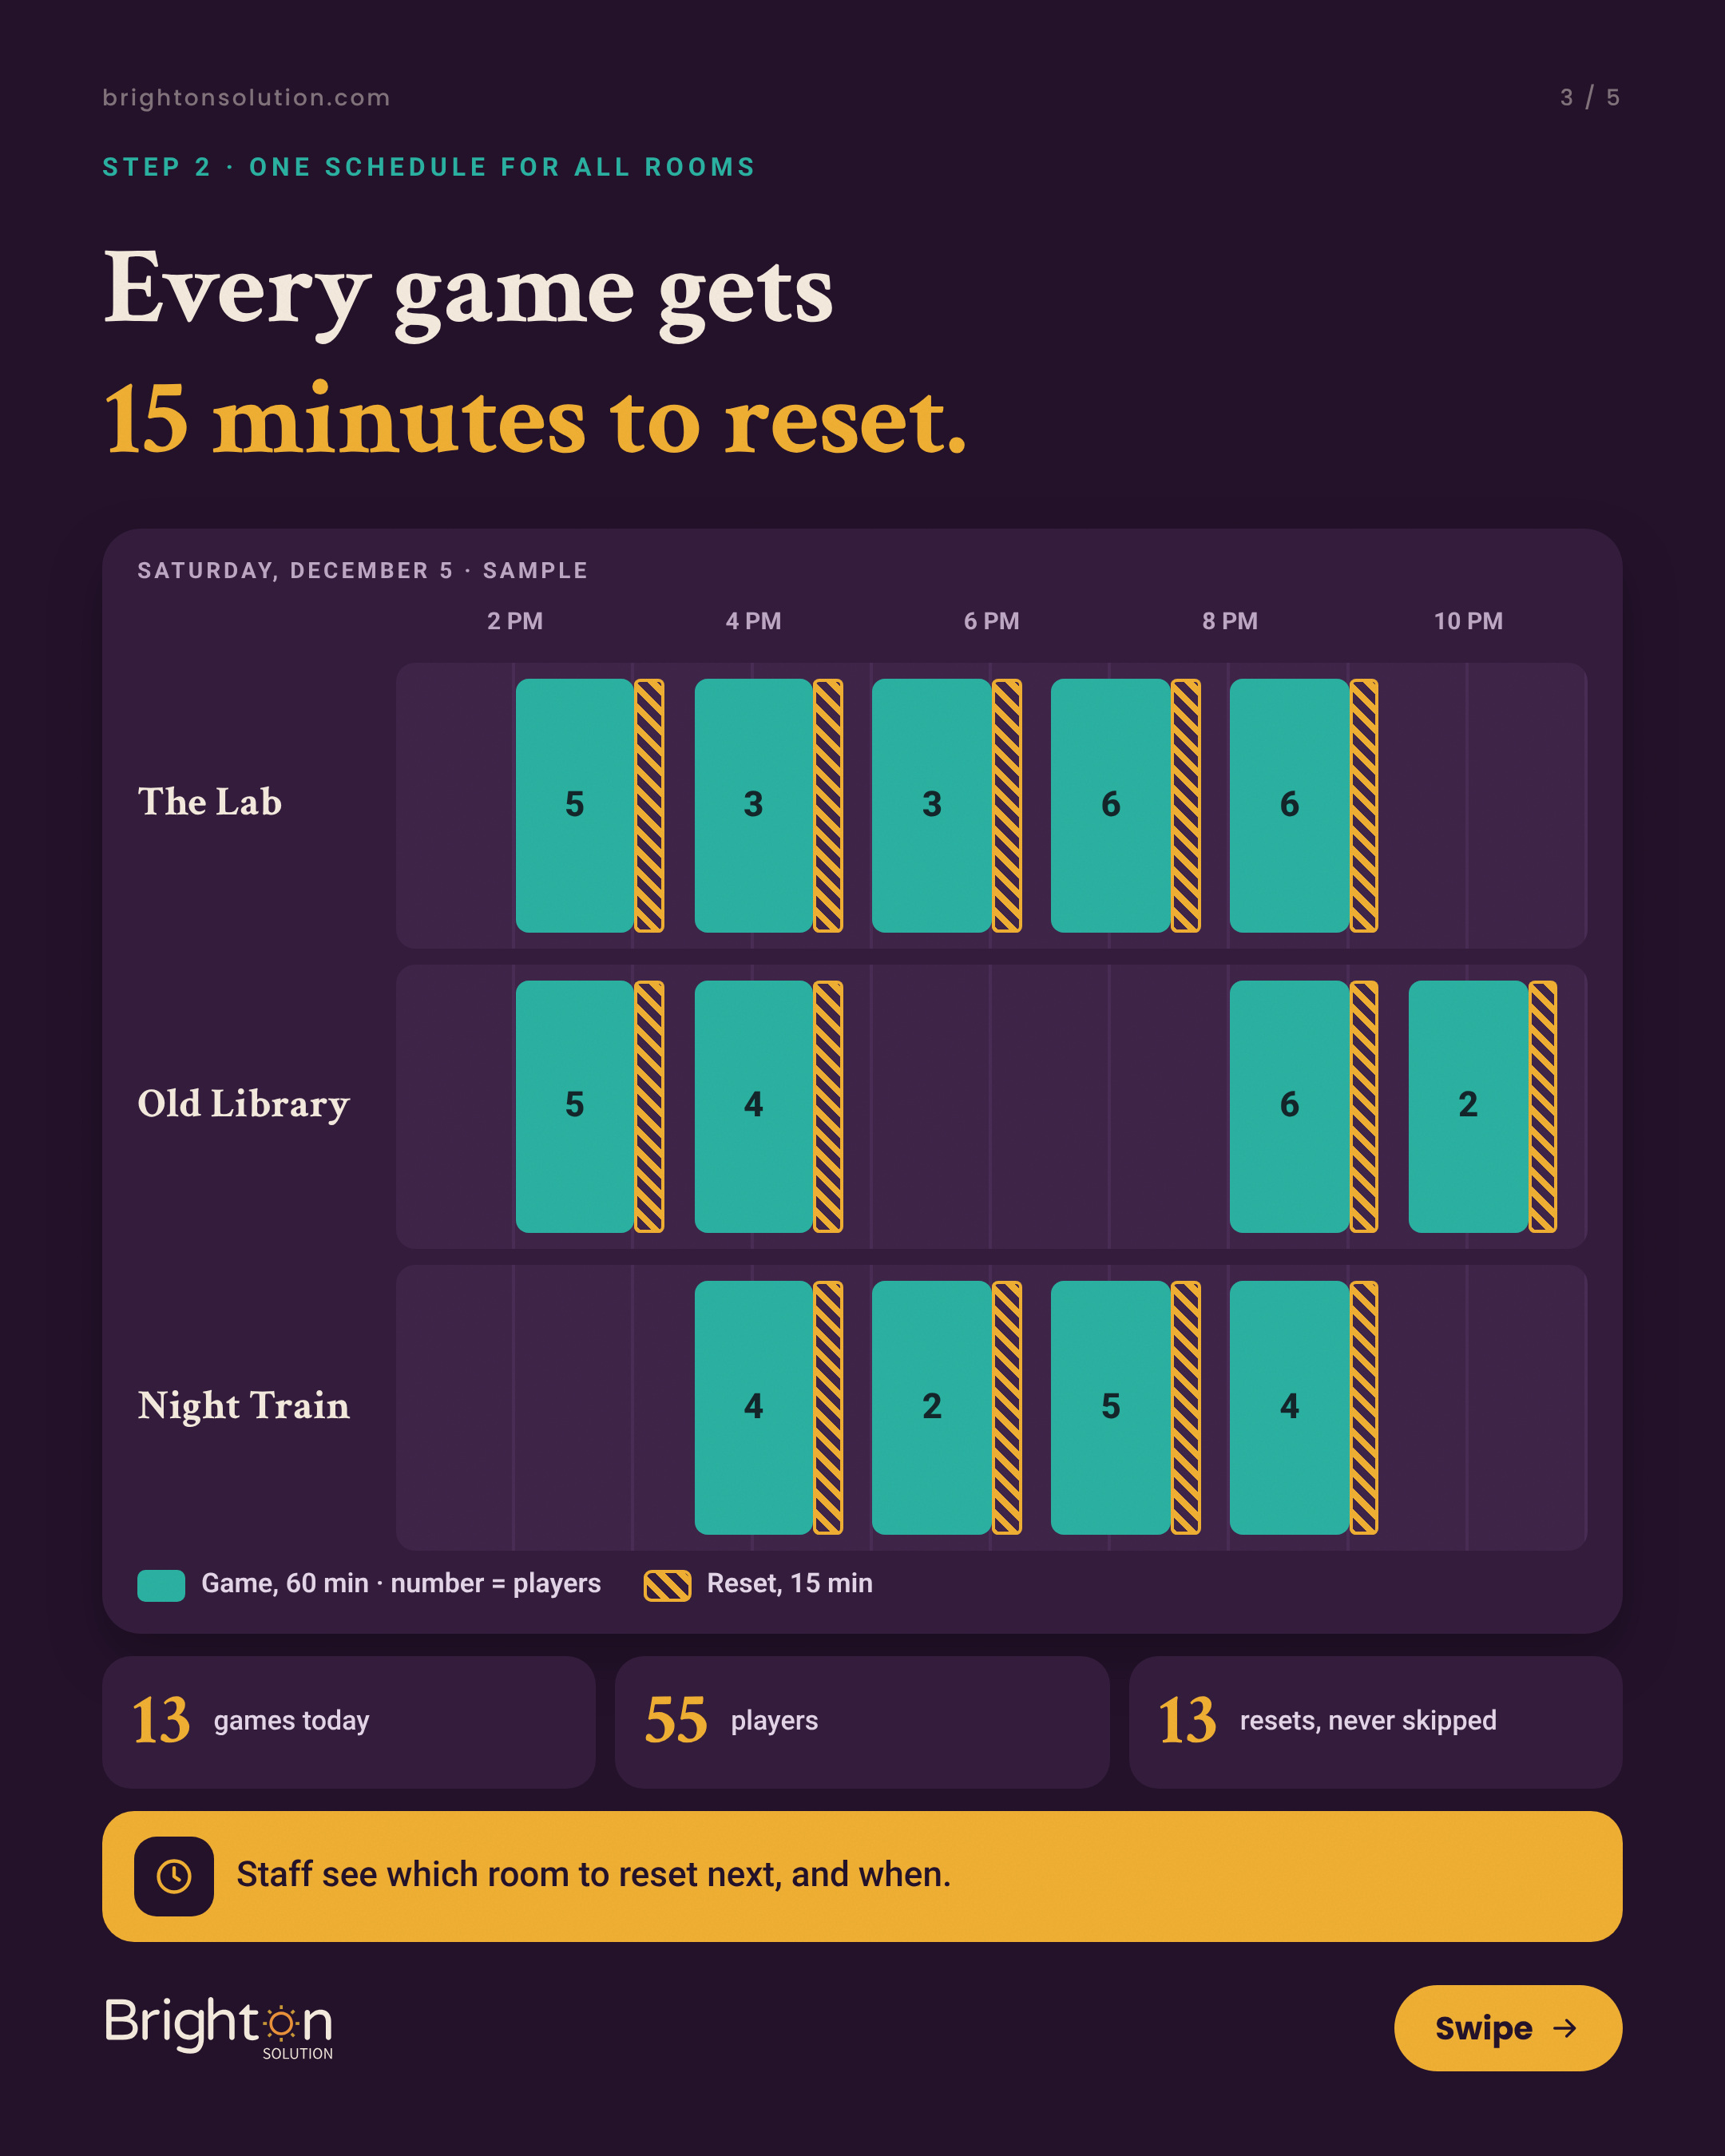 brightonsolution.com
3 / 5
STEP 2 · ONE SCHEDULE FOR ALL ROOMS
Every game gets
15 minutes to reset.
SATURDAY, DECEMBER 5 · SAMPLE
2 PM 4 PM 6 PM 8 PM 10 PM
The Lab 5 3 3 6 6
Old Library 5 4 6 2
Night Train 4 2 5 4
Game, 60 min · number = players
Reset, 15 min
13 games today
55 players
13 resets, never skipped
Staff see which room to reset next, and when.
Brighton
SOLUTION
Swipe →